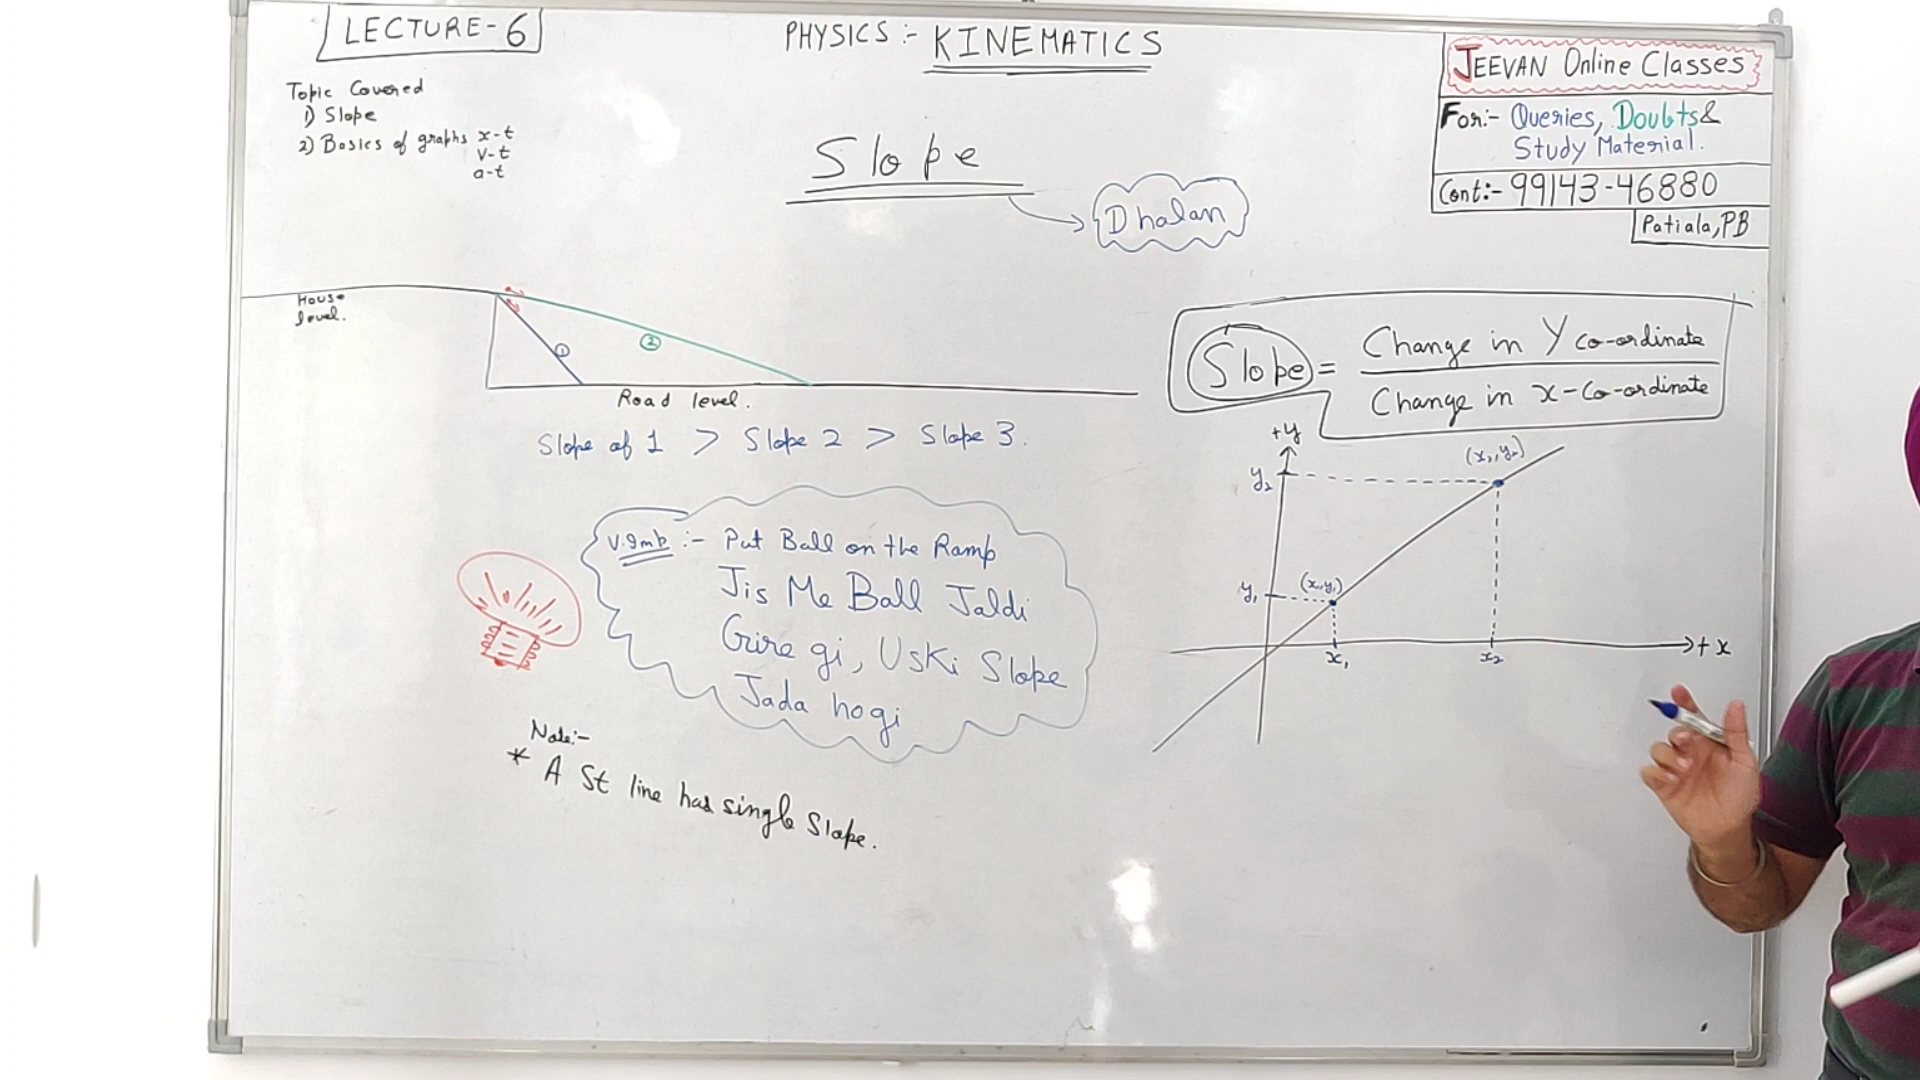 LECTURE-6
PHYSICS:- KINEMATICS
JEEVAN Online Classes
For:- Queries, Doubts &
Study Material.
Cont:- 99143-46880
Patiala, PB
Topic Covered
1) Slope
2) Basics of graphs x-t
v-t
a-t
Slope
Dhalan
House
level.
1
2
Road level.
Slope of 1 > Slope 2 > Slope 3.
Slope = Change in Y co-ordinate
Change in x-Co-ordinate
V.Imp :- Put Ball on the Ramp
Jis Me Ball Jaldi
Gire gi, Uski Slope
Jada hogi
Note:-
* A St line has single Slope.
+y
(x₂, y₂)
y₂
(x₁, y₁)
y₁
x₁
x₂
+x